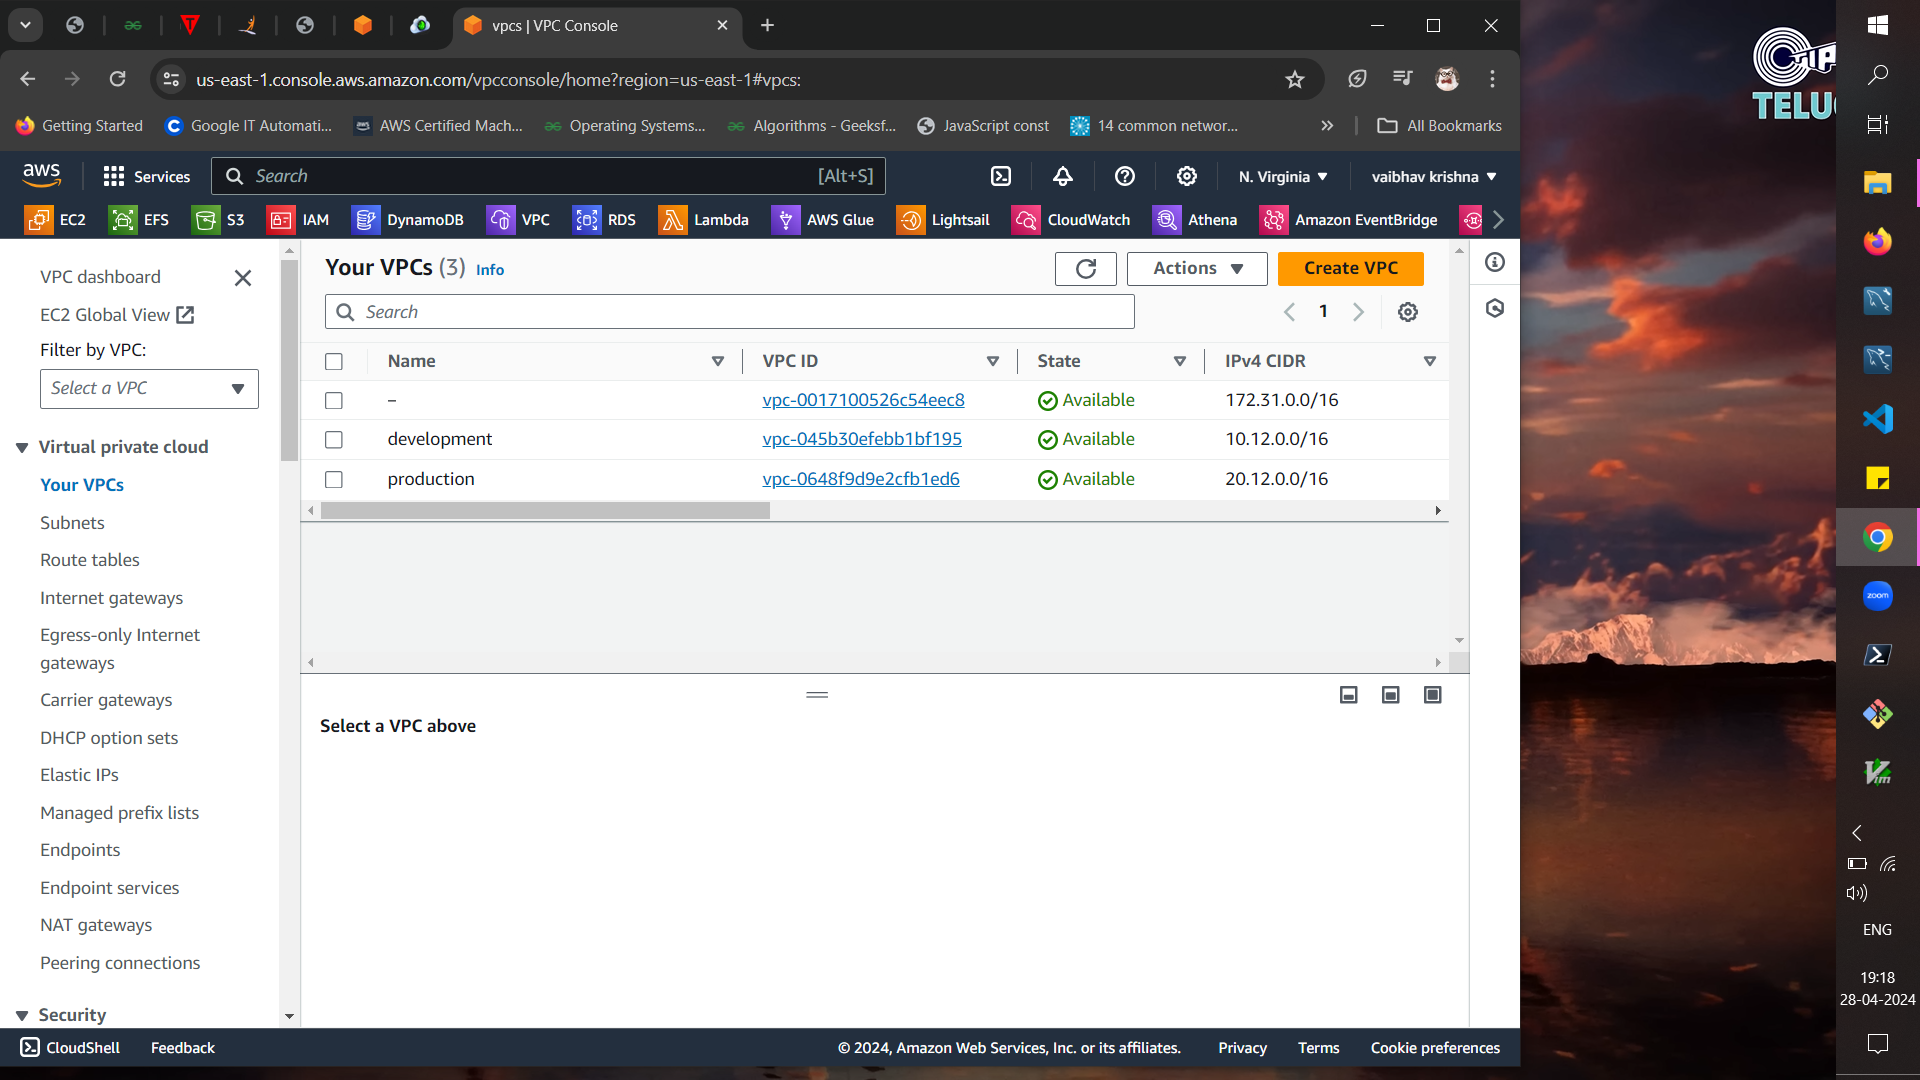 vpcs | VPC Console
us-east-1.console.aws.amazon.com/vpcconsole/home?region=us-east-1#vpcs:
Getting Started
Google IT Automati...
AWS Certified Mach...
Operating Systems...
Algorithms - Geeksf...
JavaScript const
14 common networ...
All Bookmarks
aws
Services
Search
[Alt+S]
N. Virginia
vaibhav krishna
EC2
EFS
S3
IAM
DynamoDB
VPC
RDS
Lambda
AWS Glue
Lightsail
CloudWatch
Athena
Amazon EventBridge
VPC dashboard
EC2 Global View
Filter by VPC:
Select a VPC
Virtual private cloud
Your VPCs
Subnets
Route tables
Internet gateways
Egress-only Internet
gateways
Carrier gateways
DHCP option sets
Elastic IPs
Managed prefix lists
Endpoints
Endpoint services
NAT gateways
Peering connections
Security
Your VPCs (3) Info
Actions
Create VPC
Search
1
Name VPC ID State IPv4 CIDR
– vpc-0017100526c54eec8 Available 172.31.0.0/16
development vpc-045b30efebb1bf195 Available 10.12.0.0/16
production vpc-0648f9d9e2cfb1ed6 Available 20.12.0.0/16
Select a VPC above
CloudShell
Feedback
© 2024, Amazon Web Services, Inc. or its affiliates.
Privacy
Terms
Cookie preferences
zoom
ENG
19:18
28-04-2024